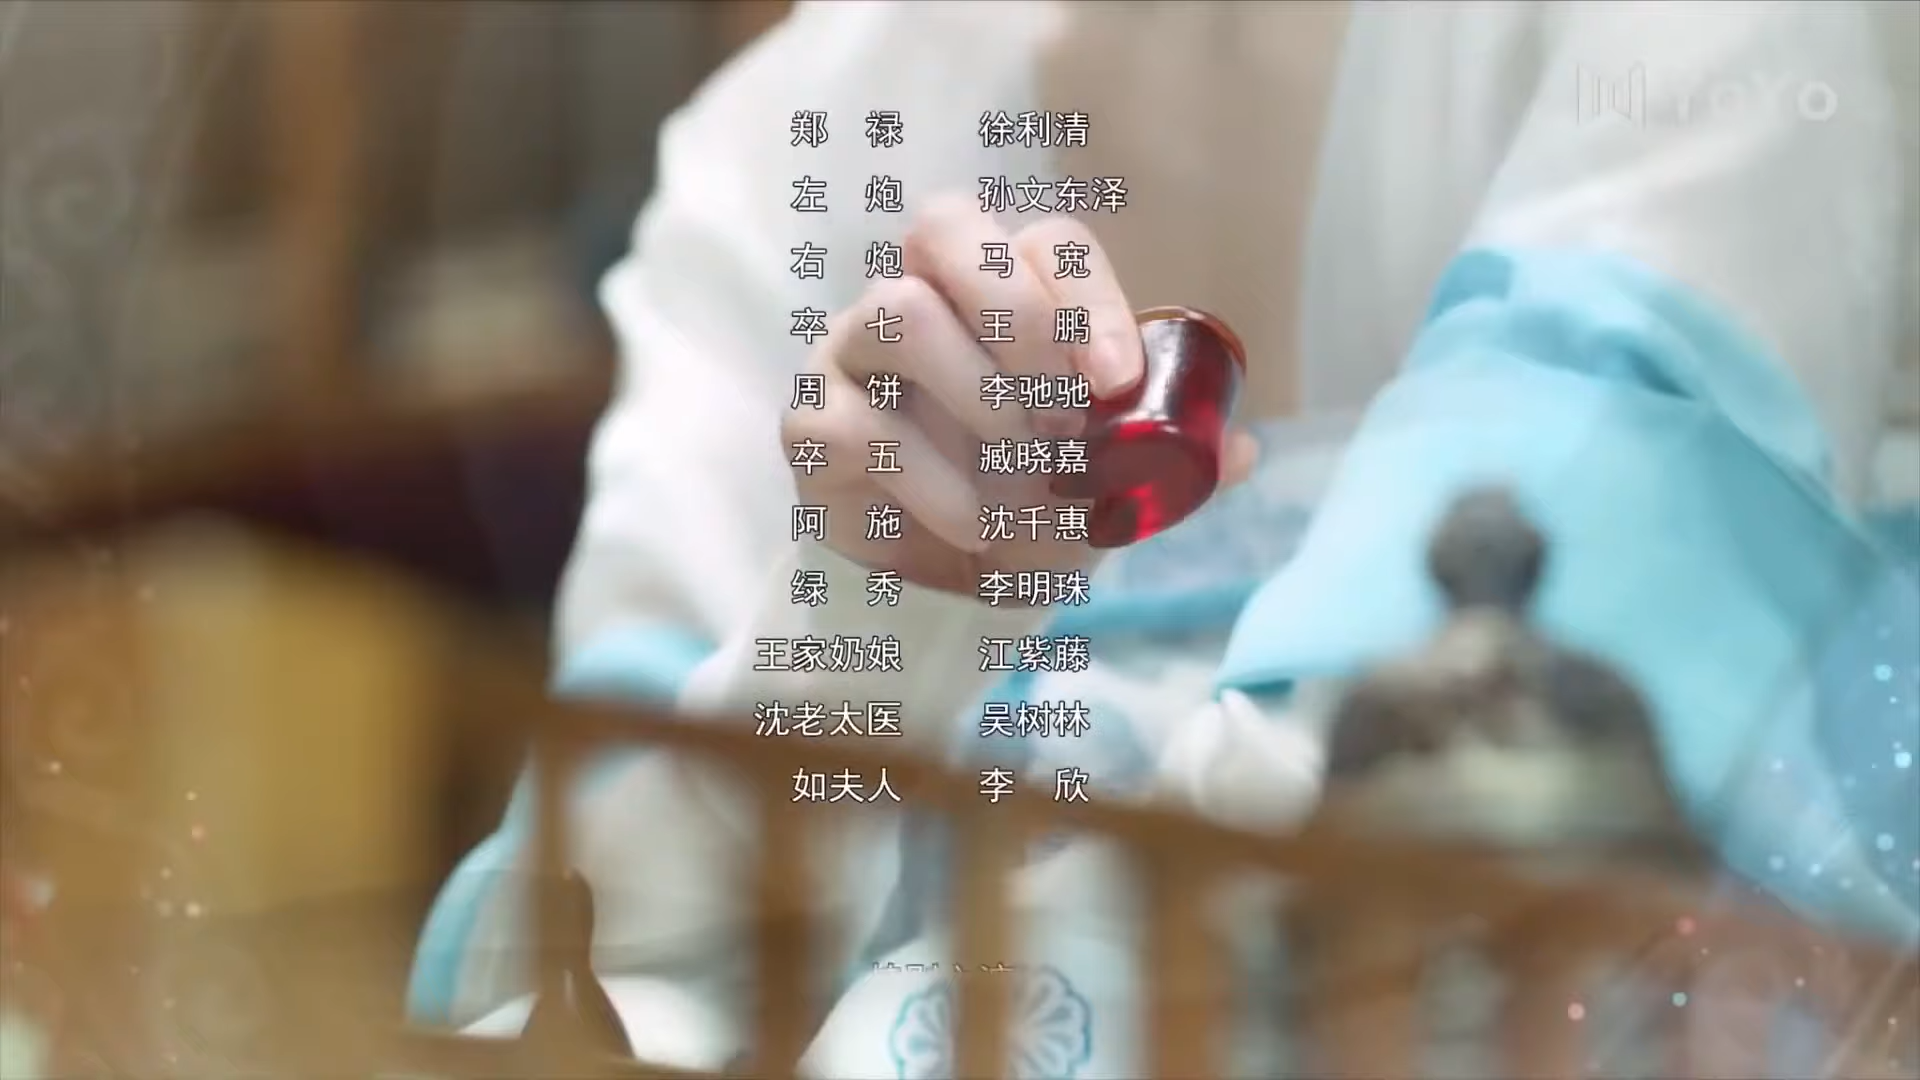 郑 禄 徐利清
左 炮 孙文东泽
右 炮 马 宽
卒 七 王 鹏
周 饼 李驰驰
卒 五 臧晓嘉
阿 施 沈千惠
绿 秀 李明珠
王家奶娘 江紫藤
沈老太医 吴树林
如夫人 李 欣
YoYo